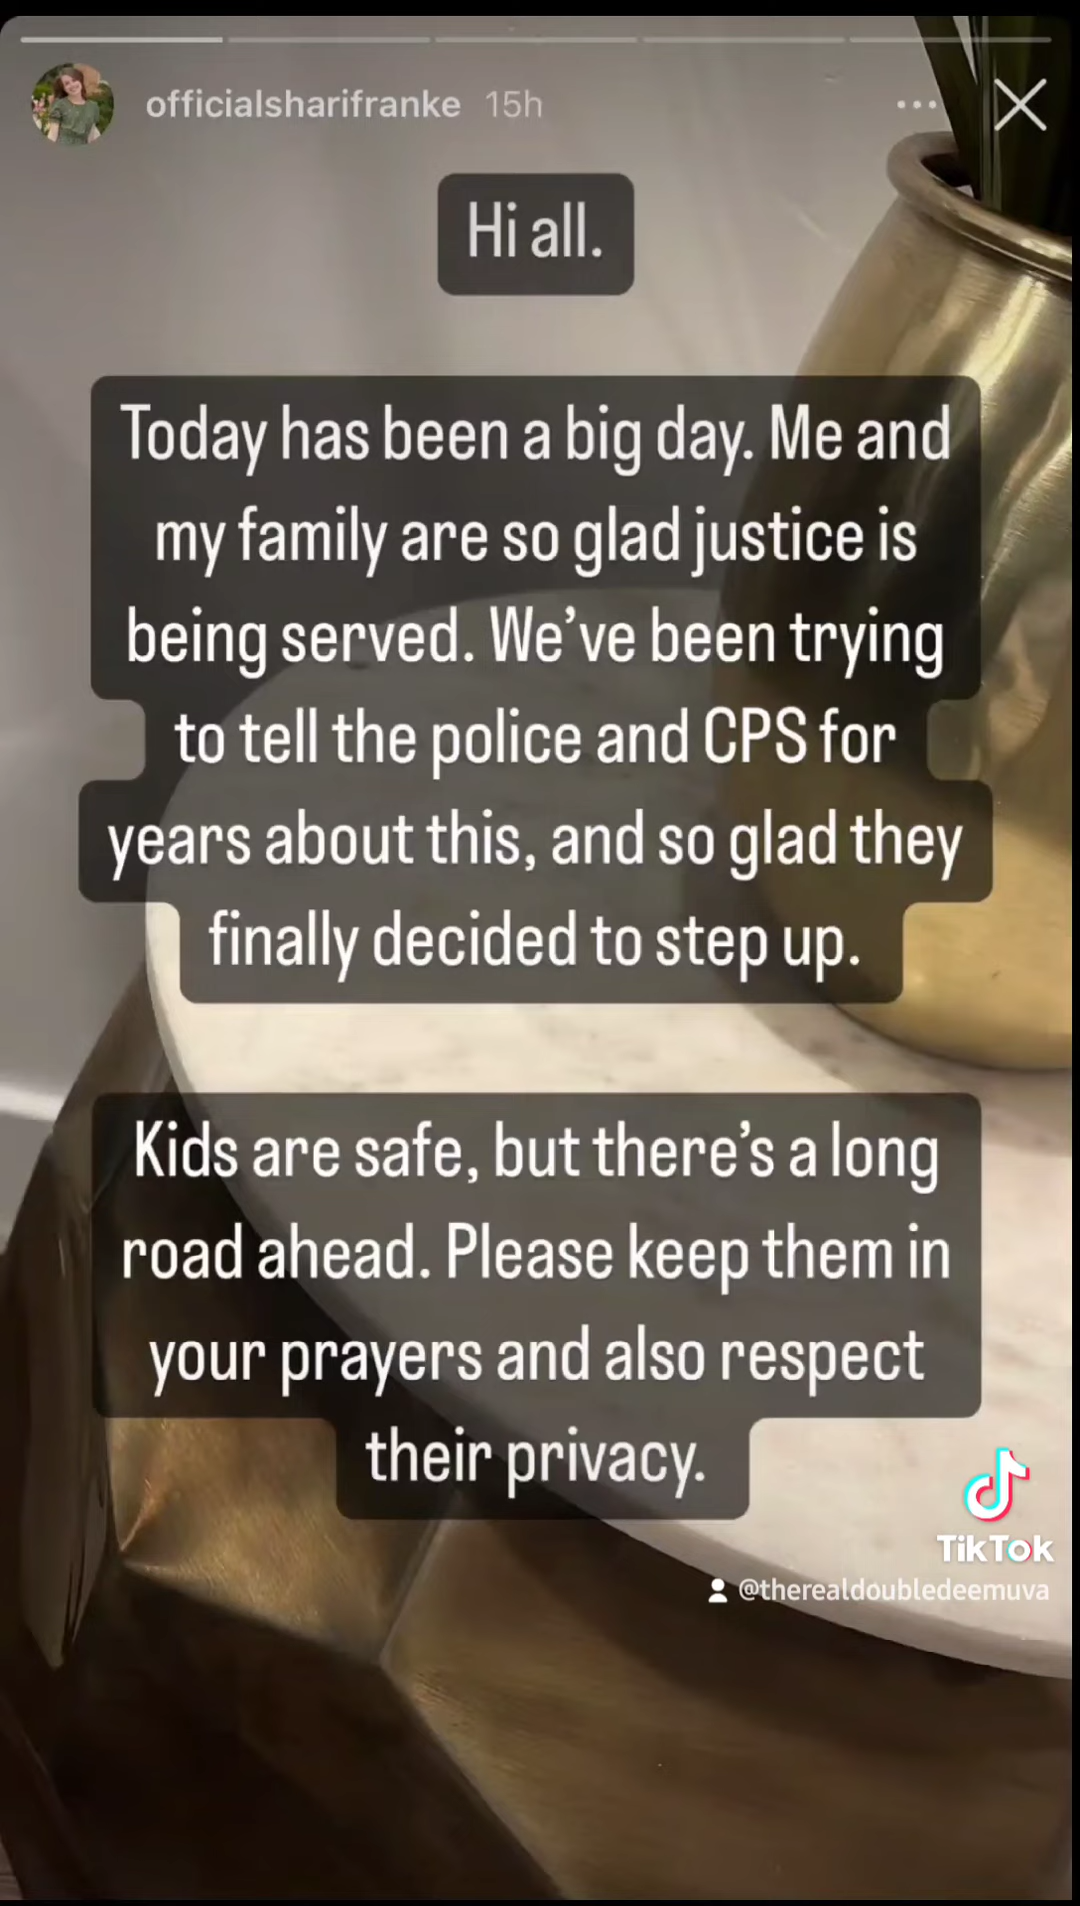 officialsharifranke 15h
Hi all.
Today has been a big day. Me and
my family are so glad justice is
being served. We've been trying
to tell the police and CPS for
years about this, and so glad they
finally decided to step up.
Kids are safe, but there's a long
road ahead. Please keep them in
your prayers and also respect
their privacy.
TikTok
@therealdoubledeemuva